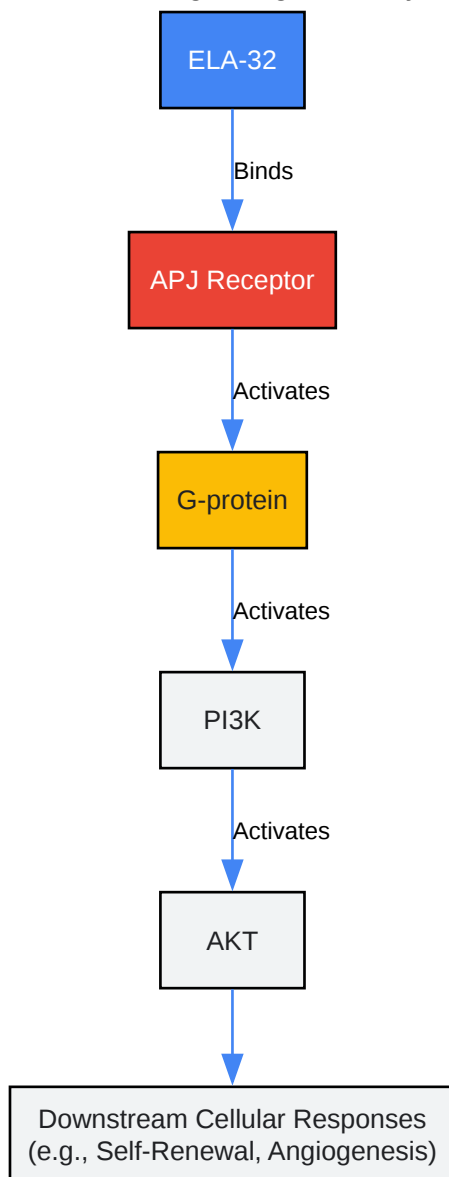 ELA-32
Binds
APJ Receptor
Activates
G-protein
Activates
PI3K
Activates
AKT
Downstream Cellular Responses
(e.g., Self-Renewal, Angiogenesis)